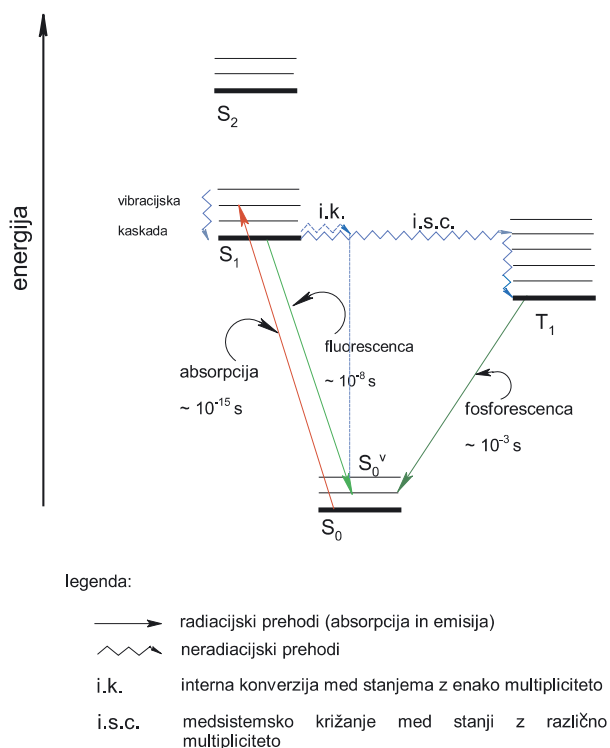 energija
S₂
vibracijska
kaskada
S₁
i.k.
i.s.c.
T₁
absorpcija
~ 10⁻¹⁵ s
fluorescenca
~ 10⁻⁸ s
fosforescenca
~ 10⁻³ s
S₀ᵛ
S₀
legenda:
radiacijski prehodi (absorpcija in emisija)
neradiacijski prehodi
i.k. interna konverzija med stanjema z enako multipliciteto
i.s.c. medsistemsko križanje med stanji z različno
multipliciteto